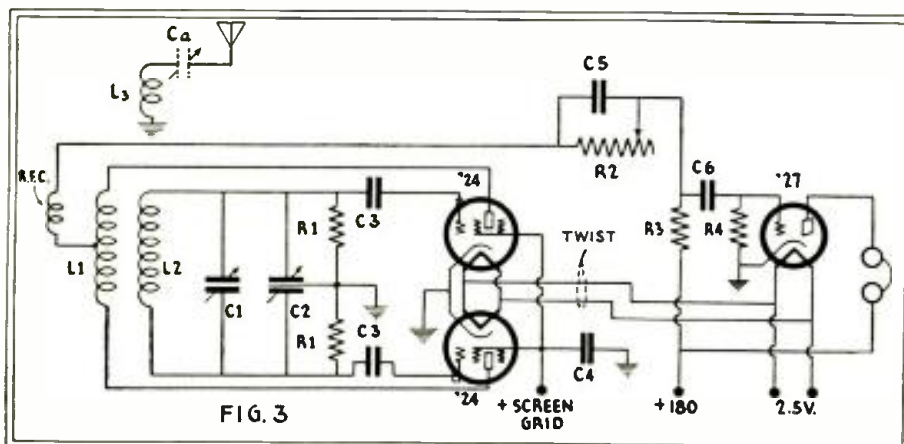 Ca
L3
C5
R.F.C.
R2
'24
C6
'27
C3
R1
R3
R4
TWIST
L1
L2
C1
C2
R1
C3
C4
'24
+ SCREEN
GRID
+180
2.5V.
FIG. 3